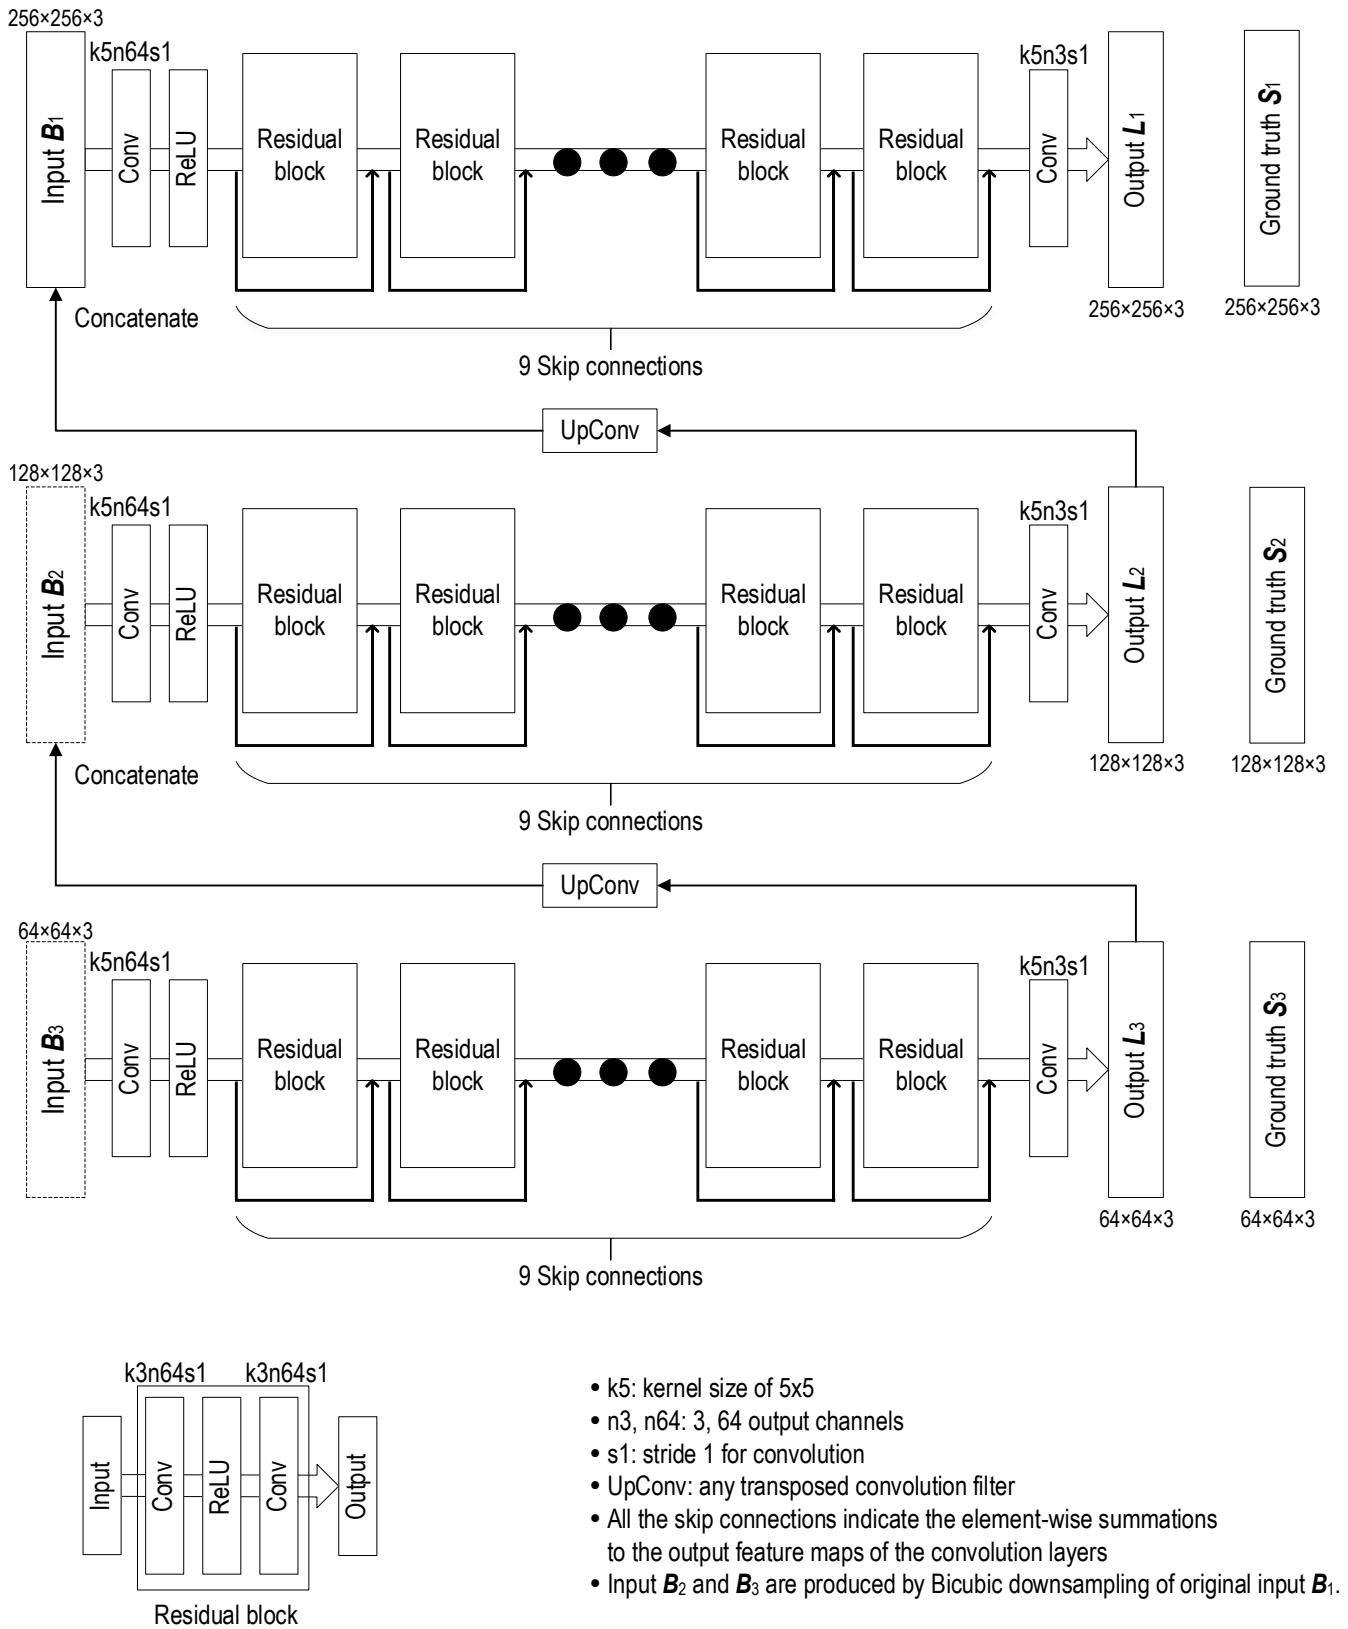 256×256×3
k5n64s1
k5n3s1
Input B1
Conv
ReLU
Residual
block
Residual
block
Residual
block
Residual
block
Conv
Output L1
Ground truth S1
256×256×3
256×256×3
Concatenate
9 Skip connections
UpConv
128×128×3
k5n64s1
k5n3s1
Input B2
Conv
ReLU
Residual
block
Residual
block
Residual
block
Residual
block
Conv
Output L2
Ground truth S2
128×128×3
128×128×3
Concatenate
9 Skip connections
UpConv
64×64×3
k5n64s1
k5n3s1
Input B3
Conv
ReLU
Residual
block
Residual
block
Residual
block
Residual
block
Conv
Output L3
Ground truth S3
64×64×3
64×64×3
9 Skip connections
k3n64s1
k3n64s1
Input
Conv
ReLU
Conv
Output
Residual block
• k5: kernel size of 5x5
• n3, n64: 3, 64 output channels
• s1: stride 1 for convolution
• UpConv: any transposed convolution filter
• All the skip connections indicate the element-wise summations
to the output feature maps of the convolution layers
• Input B2 and B3 are produced by Bicubic downsampling of original input B1.